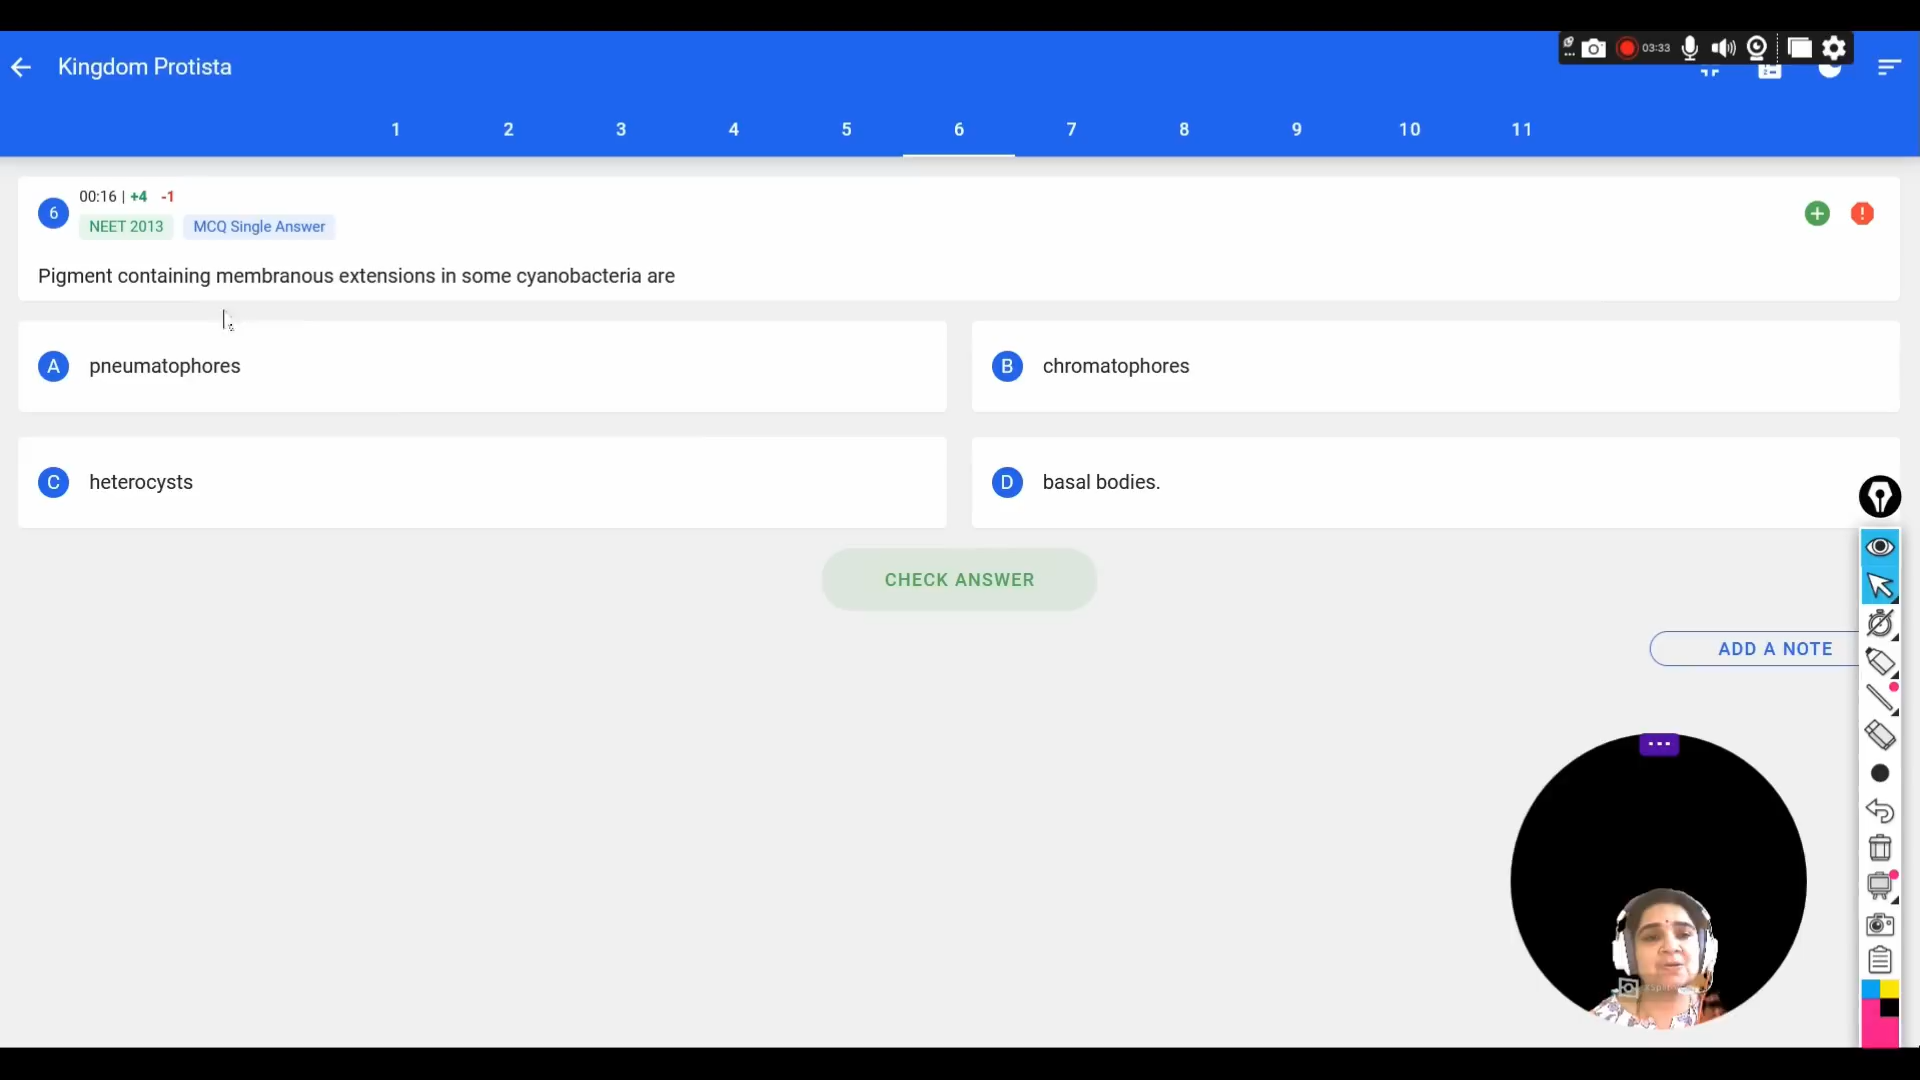 03:33
Kingdom Protista
1 2 3 4 5 6 7 8 9 10 11
6
00:16 | +4 -1
NEET 2013 MCQ Single Answer
Pigment containing membranous extensions in some cyanobacteria are
A pneumatophores
B chromatophores
C heterocysts
D basal bodies.
CHECK ANSWER
ADD A NOTE